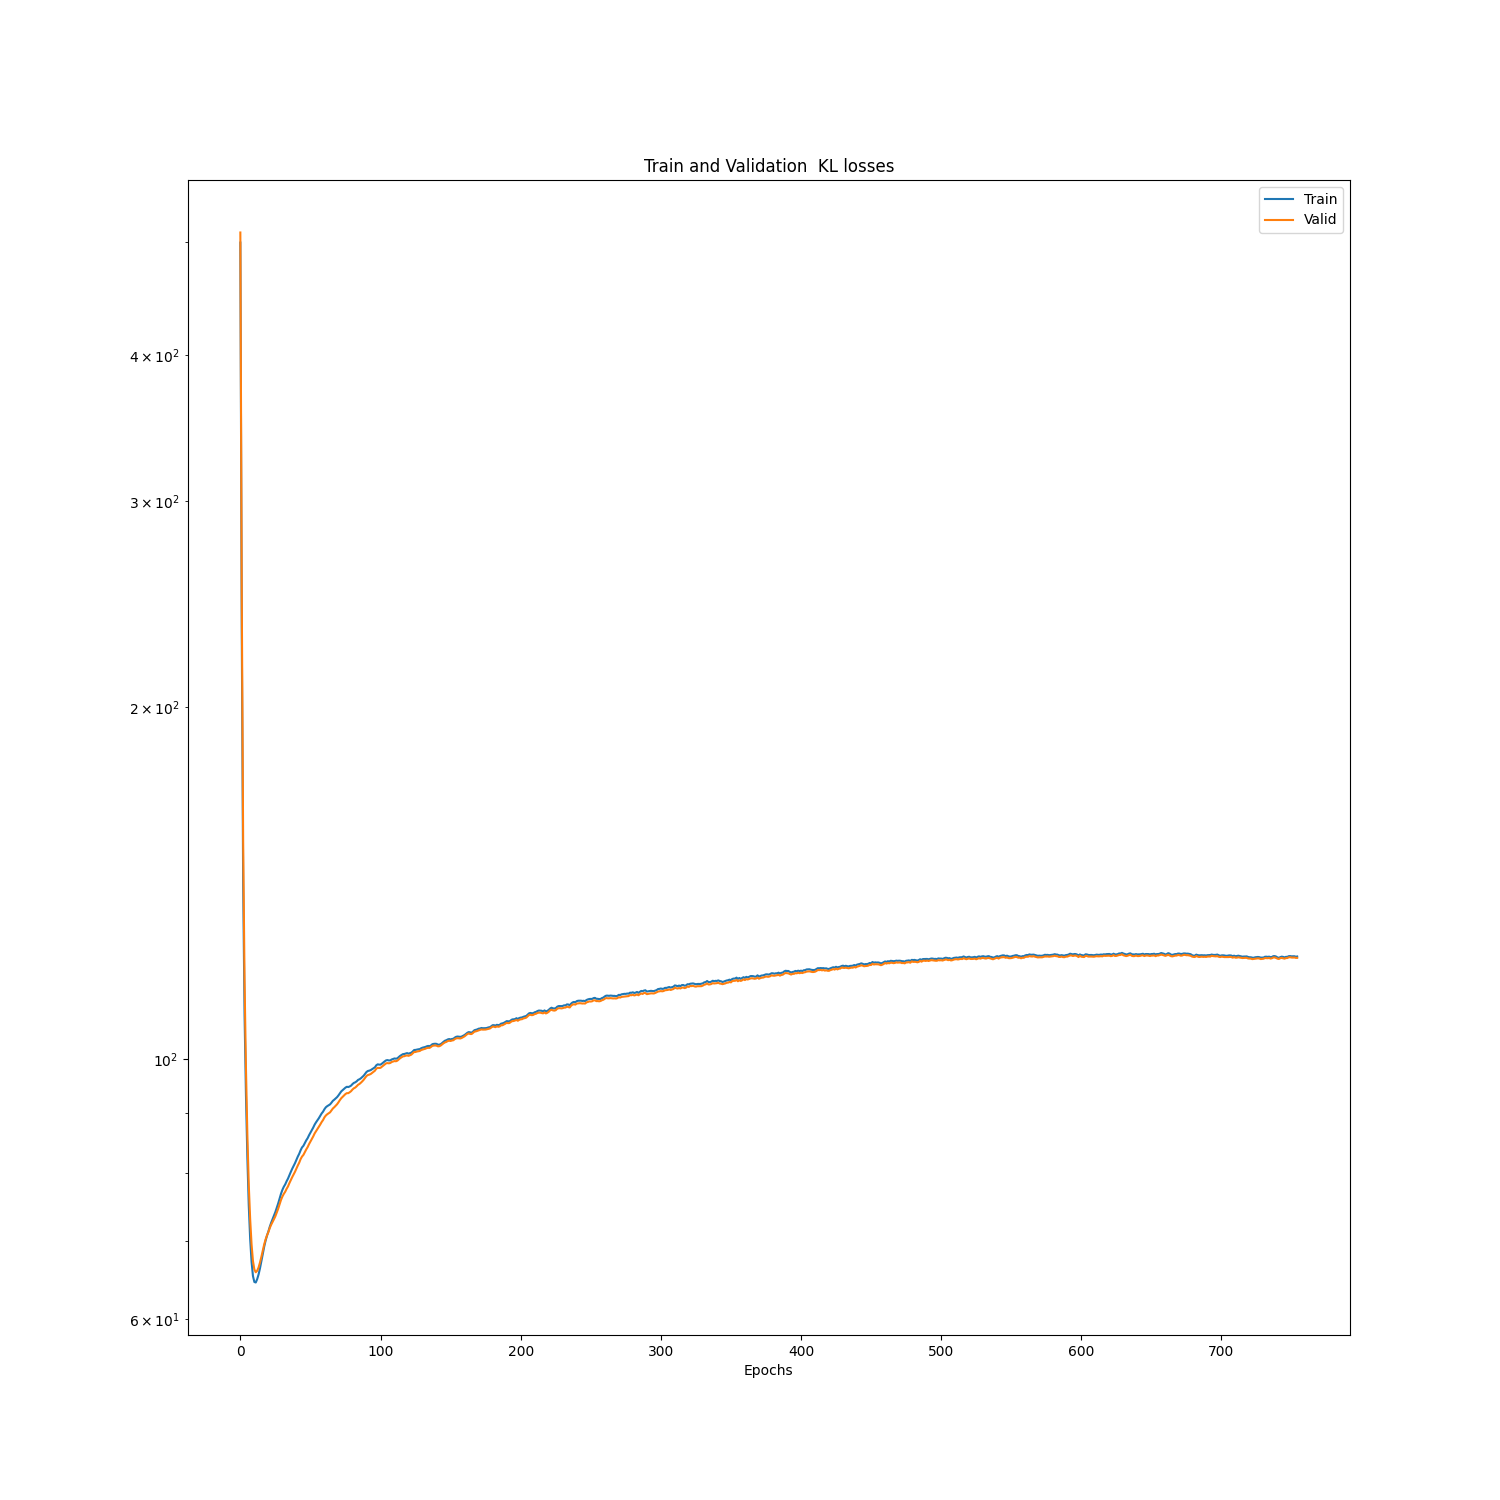 Train and Validation  KL losses
Train
Valid
4 × 10²
3 × 10²
2 × 10²
10²
6 × 10¹
0 100 200 300 400 500 600 700
Epochs